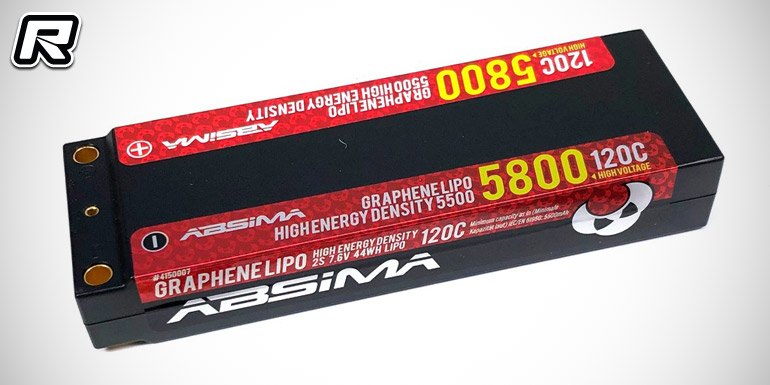 R
120C 5800
HIGH VOLTAGE
GRAPHENE LIPO
5500 HIGH ENERGY DENSITY
ABSIMA
+
GRAPHENE LIPO 5800 120C
HIGH ENERGY DENSITY 5500 HIGH VOLTAGE
ABSIMA
-
#4150007
GRAPHENE LIPO HIGH ENERGY DENSITY 120C
2S 7.6V 44WH LIPO
ABSIMA